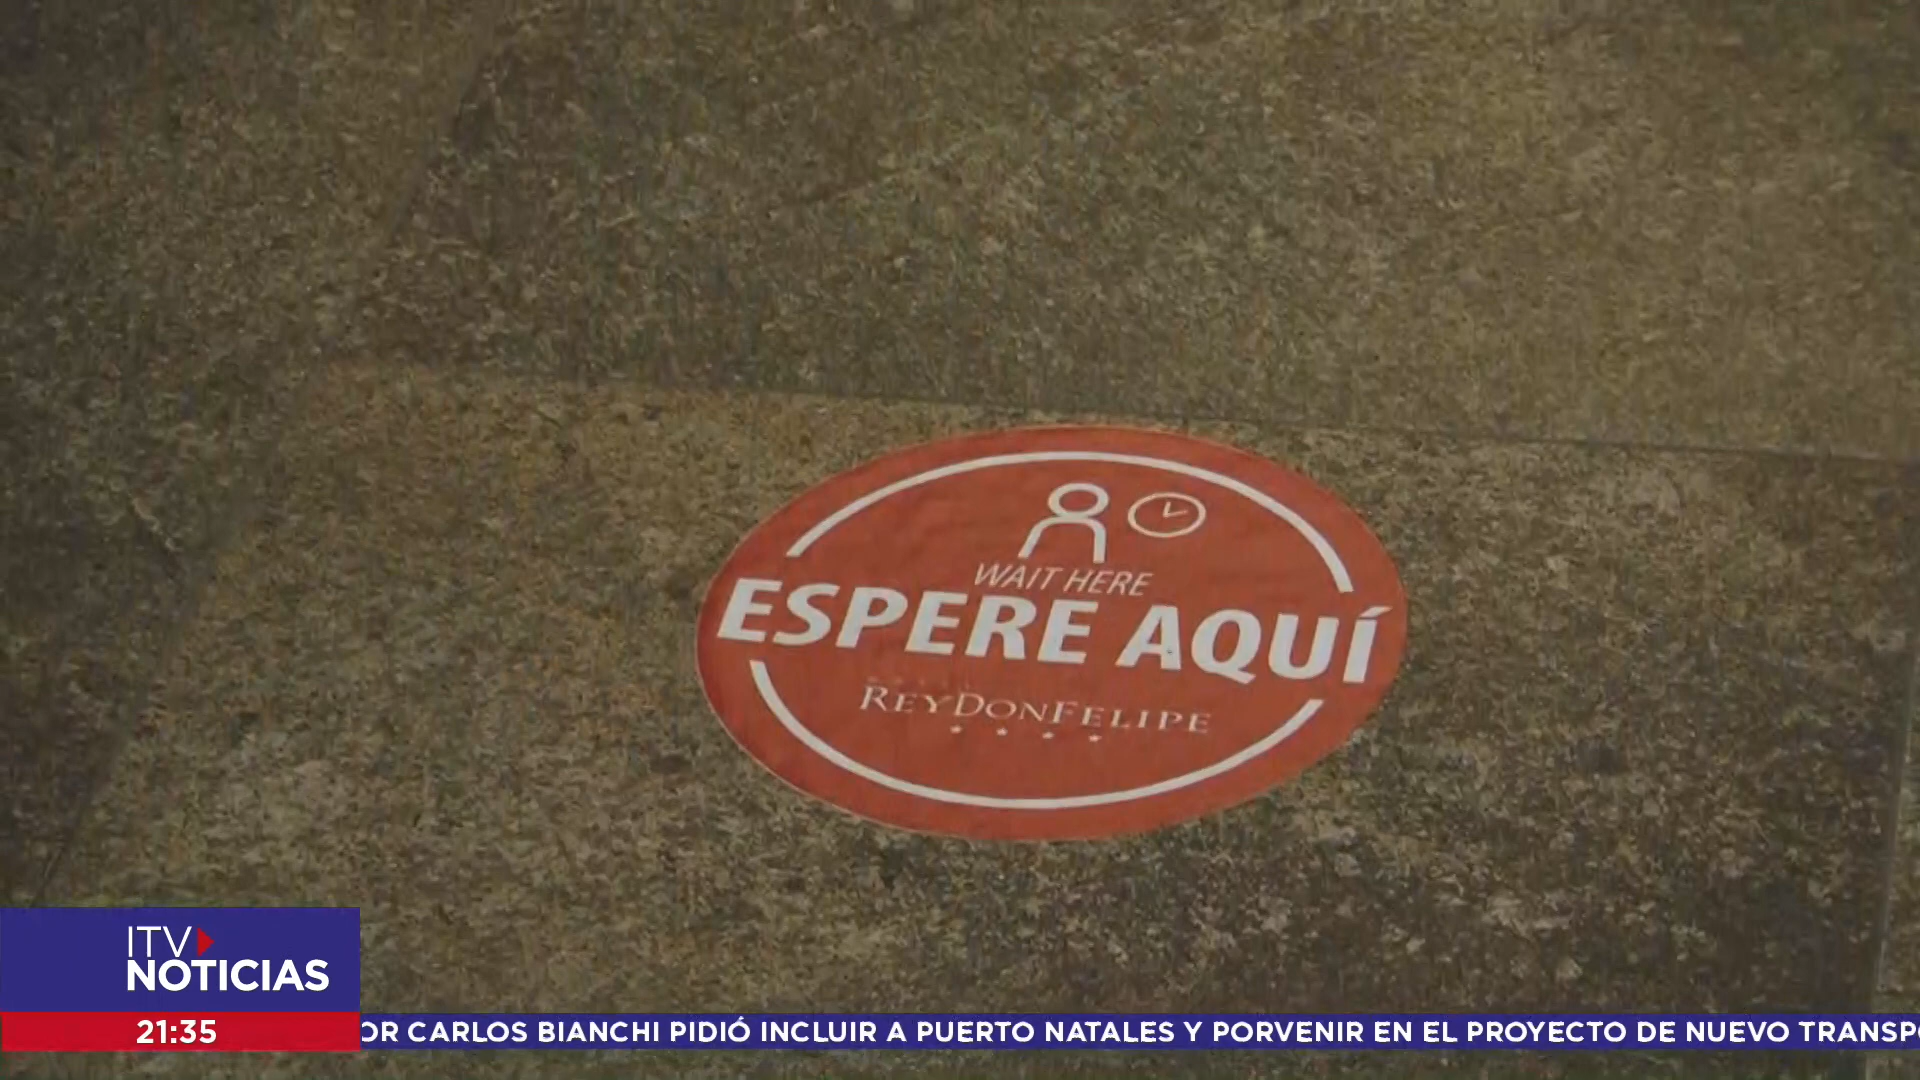 WAIT HERE
ESPERE AQUÍ
REYDONFELIPE
ITV
NOTICIAS
21:35
OR CARLOS BIANCHI PIDIÓ INCLUIR A PUERTO NATALES Y PORVENIR EN EL PROYECTO DE NUEVO TRANSP